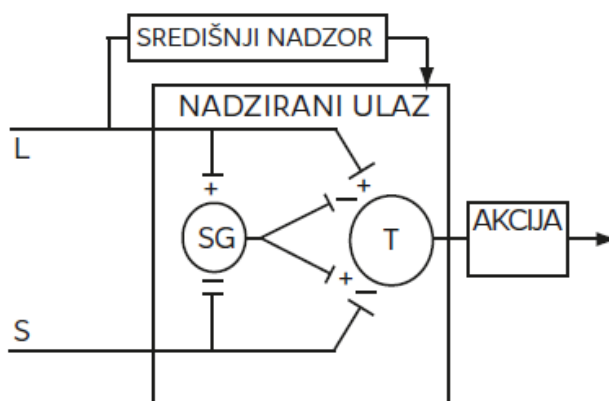 SREDIŠNJI NADZOR
NADZIRANI ULAZ
L
+
+
−
SG
T
AKCIJA
+
−
−
S